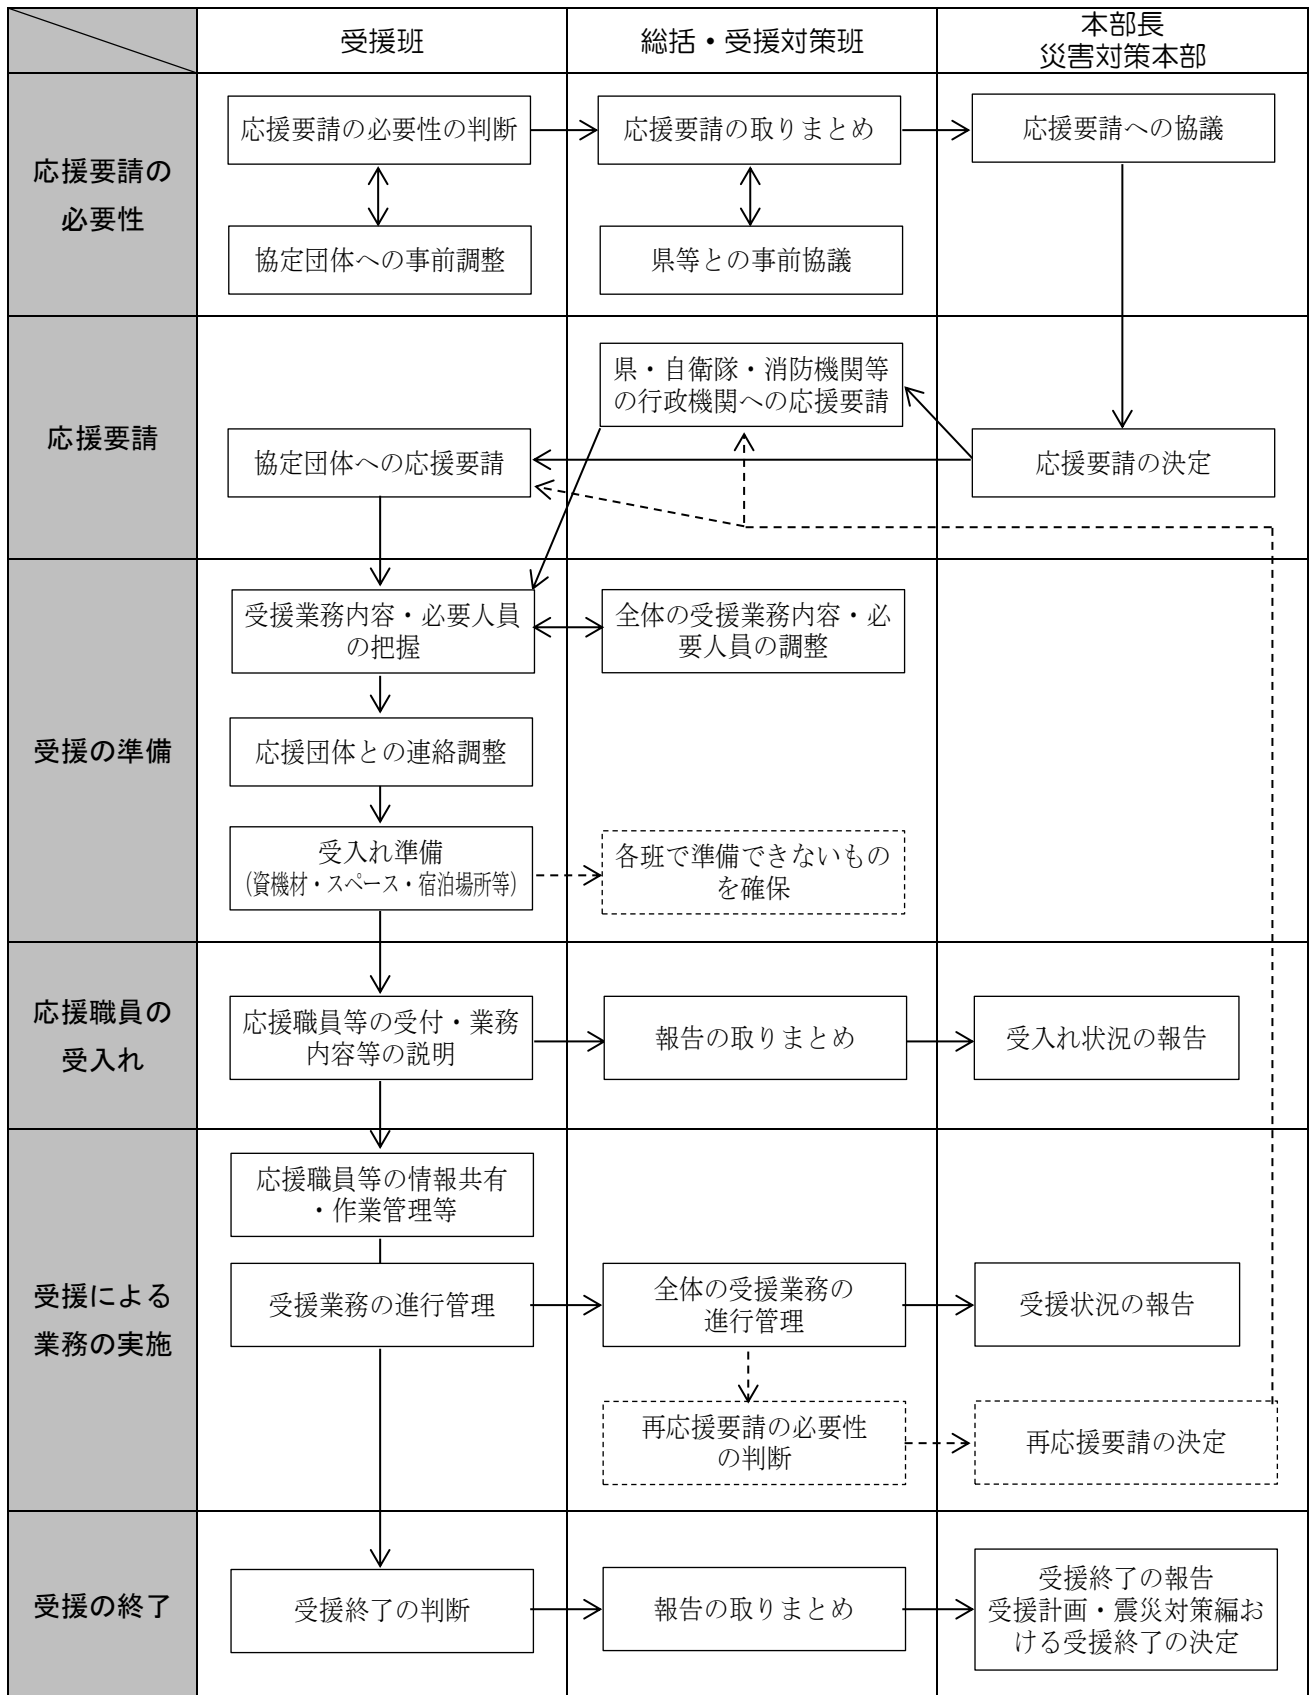 受援班
総括・受援対策班
本部長
災害対策本部
応援要請の
必要性
応援要請の必要性の判断
応援要請の取りまとめ
応援要請への協議
協定団体への事前調整
県等との事前協議
応援要請
県・自衛隊・消防機関等
の行政機関への応援要請
協定団体への応援要請
応援要請の決定
受援の準備
受援業務内容・必要人員
の把握
全体の受援業務内容・必
要人員の調整
応援団体との連絡調整
受入れ準備
(資機材・スペース・宿泊場所等)
各班で準備できないもの
を確保
応援職員の
受入れ
応援職員等の受付・業務
内容等の説明
報告の取りまとめ
受入れ状況の報告
受援による
業務の実施
応援職員等の情報共有
・作業管理等
受援業務の進行管理
全体の受援業務の
進行管理
受援状況の報告
再応援要請の必要性
の判断
再応援要請の決定
受援の終了
受援終了の判断
報告の取りまとめ
受援終了の報告
受援計画・震災対策編お
ける受援終了の決定